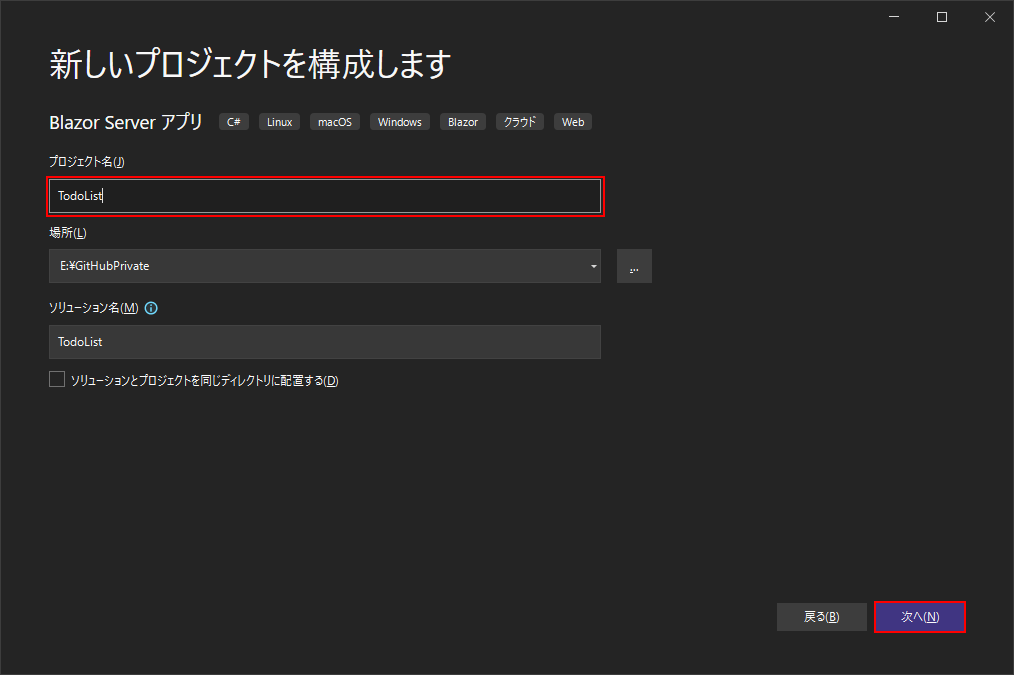 新しいプロジェクトを構成します
Blazor Server アプリ C# Linux macOS Windows Blazor クラウド Web
プロジェクト名(J)
TodoList
場所(L)
E:¥GitHubPrivate
...
ソリューション名(M)
TodoList
ソリューションとプロジェクトを同じディレクトリに配置する(D)
戻る(B) 次へ(N)